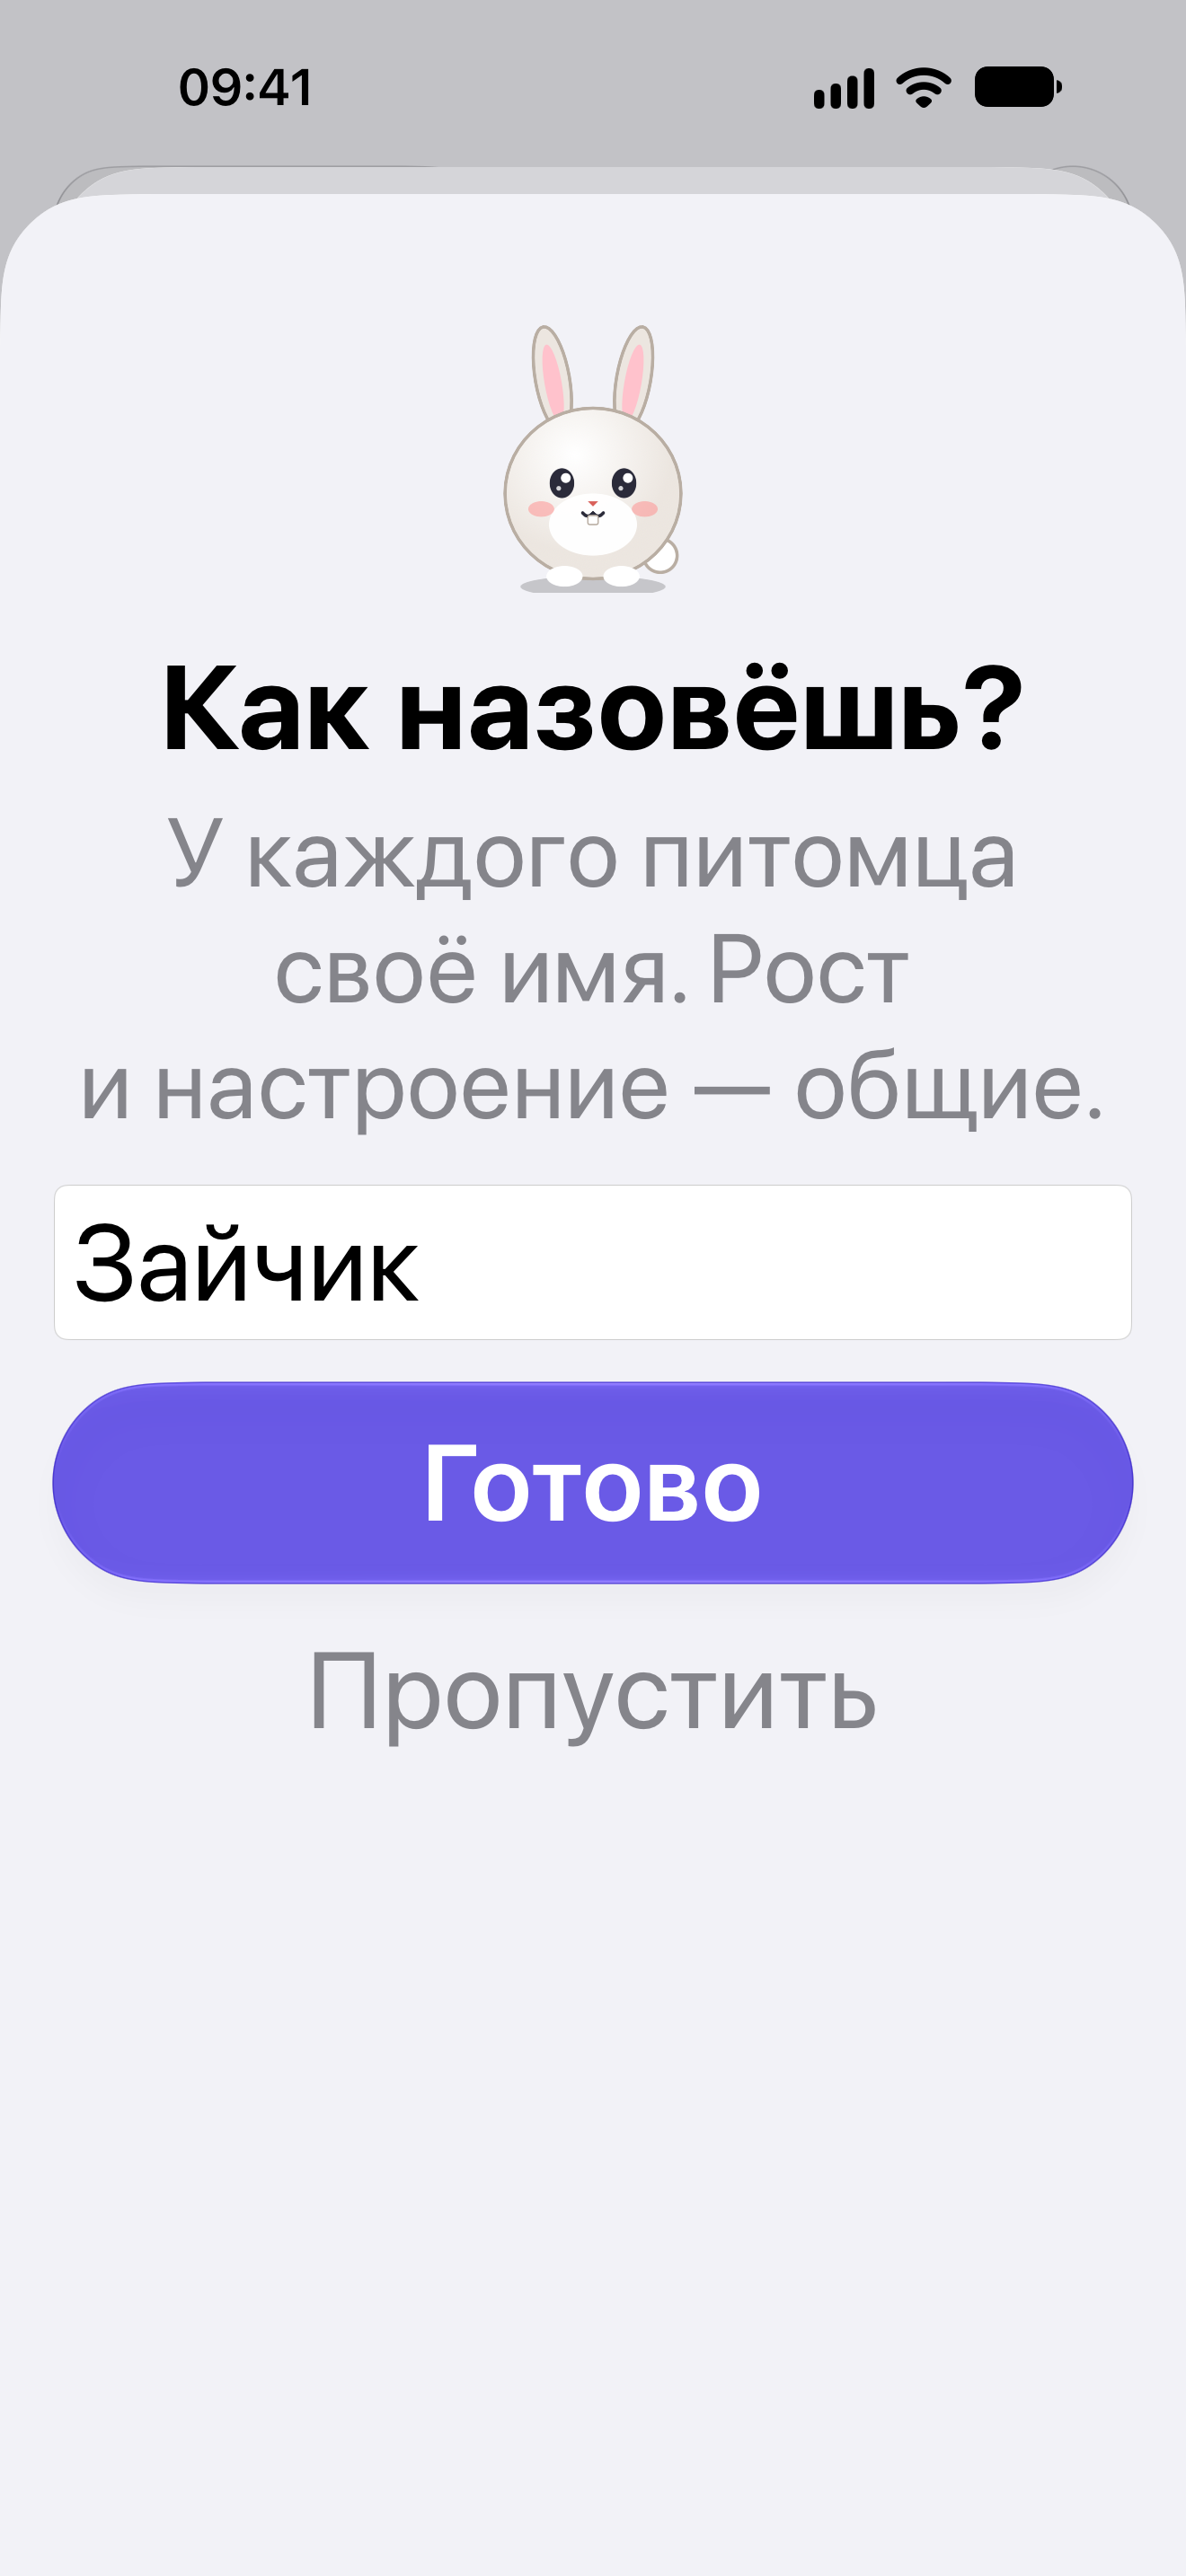 09:41
Как назовёшь?
У каждого питомца
своё имя. Рост
и настроение — общие.
Зайчик
Готово
Пропустить